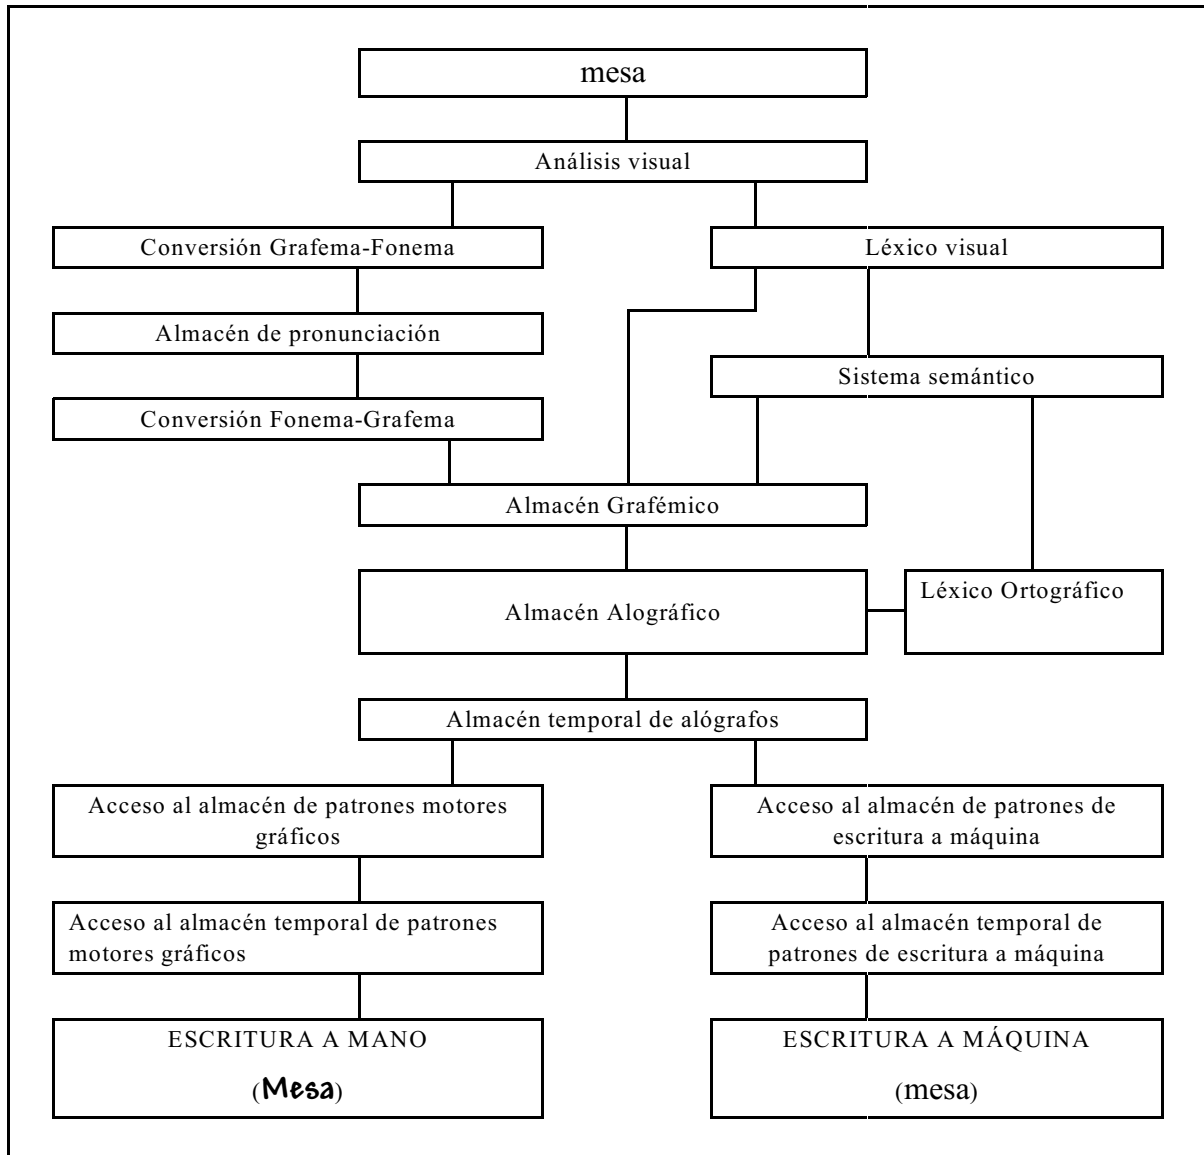 mesa
Análisis visual
Conversión Grafema-Fonema
Léxico visual
Almacén de pronunciación
Sistema semántico
Conversión Fonema-Grafema
Almacén Grafémico
Léxico Ortográfico
Almacén Alográfico
Almacén temporal de alógrafos
Acceso al almacén de patrones motores
gráficos
Acceso al almacén de patrones de
escritura a máquina
Acceso al almacén temporal de patrones
motores gráficos
Acceso al almacén temporal de
patrones de escritura a máquina
ESCRITURA A MANO
(Mesa)
ESCRITURA A MÁQUINA
(mesa)